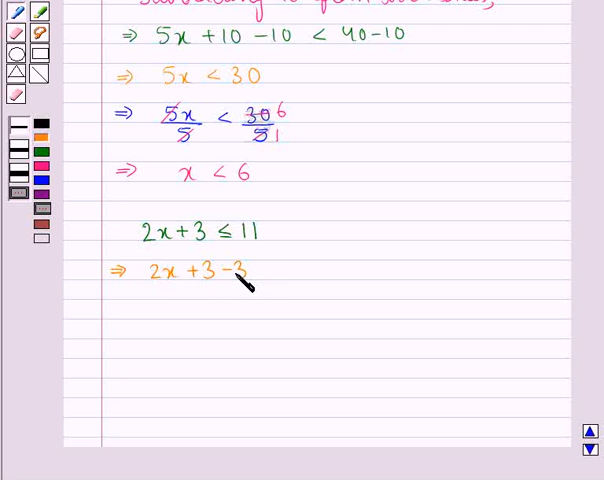 ⇒ 5x + 10 - 10 < 40 - 10
⇒ 5x < 30
⇒ 5x/5 < 30/5 6 1
⇒ x < 6
2x + 3 ≤ 11
⇒ 2x + 3 - 3